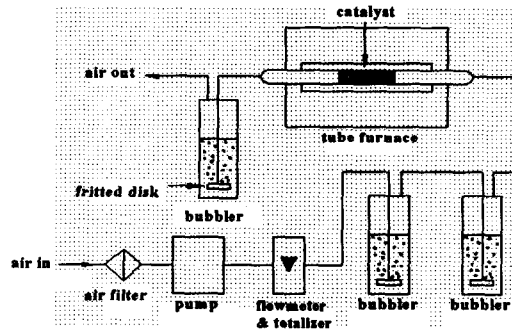 catalyst
air out
tube furnace
fritted disk
bubbler
air in
air filter
pump
flowmeter
& totalizer
bubbler
bubbler